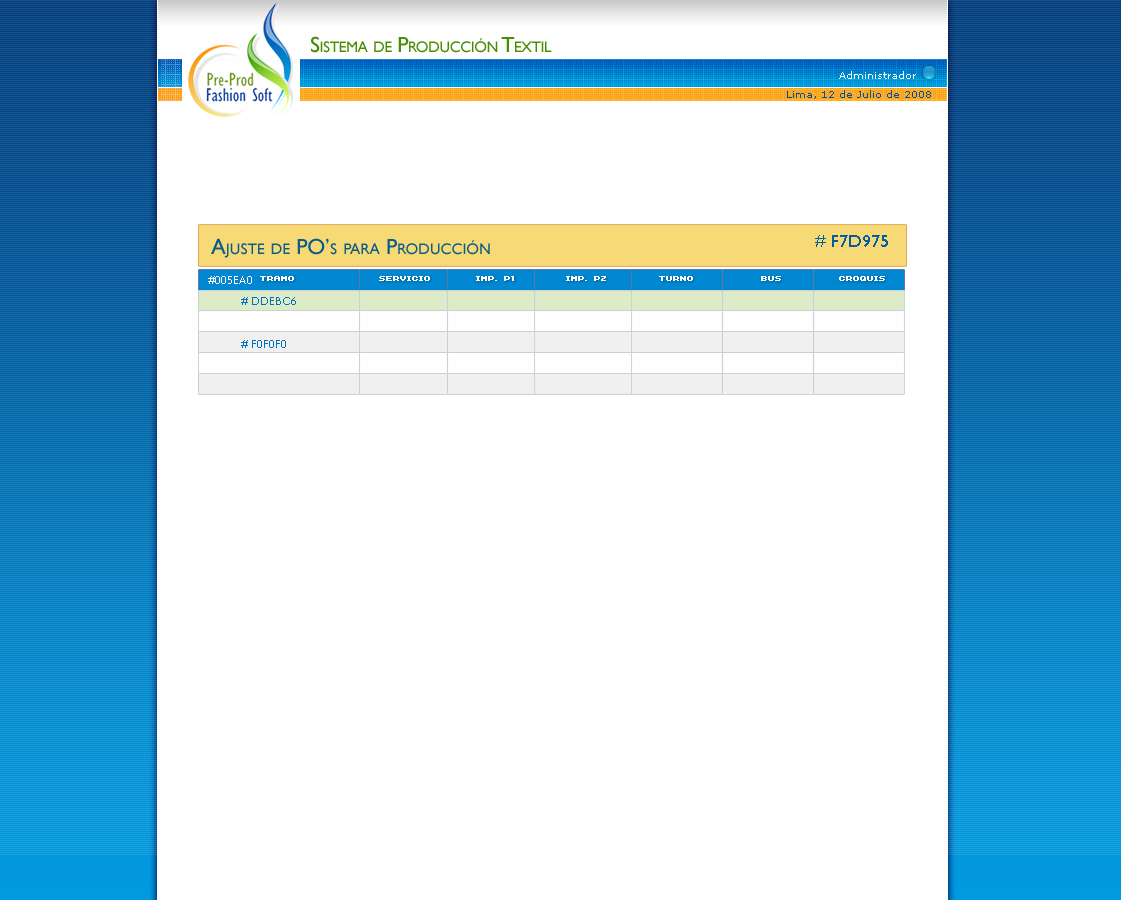 Sistema de Producción Textil
Pre-Prod
Fashion Soft
Administrador
Lima, 12 de Julio de 2008
Ajuste de PO's para Producción # F7D975
#005EA0 TRAMO SERVICIO IMP. P1 IMP. P2 TURNO BUS CROQUIS
# DDEBC6
# F0F0F0